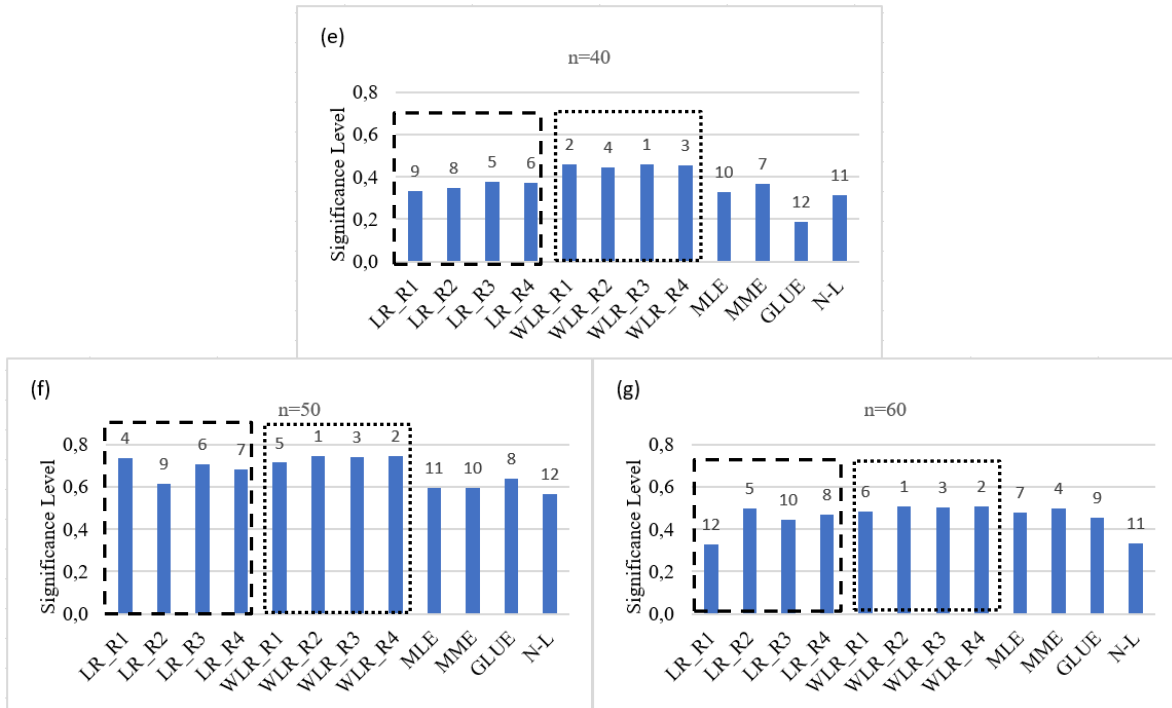 (e)
n=40
Significance Level
0,8
0,6
0,4
0,2
0,0
9 8 5 6 2 4 1 3 10 7 12 11
LR_R1 LR_R2 LR_R3 LR_R4 WLR_R1 WLR_R2 WLR_R3 WLR_R4 MLE MME GLUE N-L
(f)
n=50
Significance Level
0,8
0,6
0,4
0,2
0,0
4 9 6 7 5 1 3 2 11 10 8 12
LR_R1 LR_R2 LR_R3 LR_R4 WLR_R1 WLR_R2 WLR_R3 WLR_R4 MLE MME GLUE N-L
(g)
n=60
Significance Level
0,8
0,6
0,4
0,2
0,0
12 5 10 8 6 1 3 2 7 4 9 11
LR_R1 LR_R2 LR_R3 LR_R4 WLR_R1 WLR_R2 WLR_R3 WLR_R4 MLE MME GLUE N-L